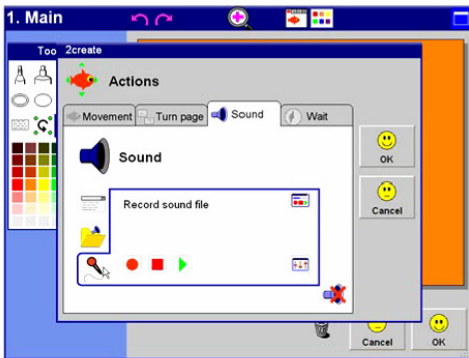 1. Main
Too
2create
Actions
Movement
Turn page
Sound
Wait
Sound
OK
Record sound file
Cancel
Cancel
OK